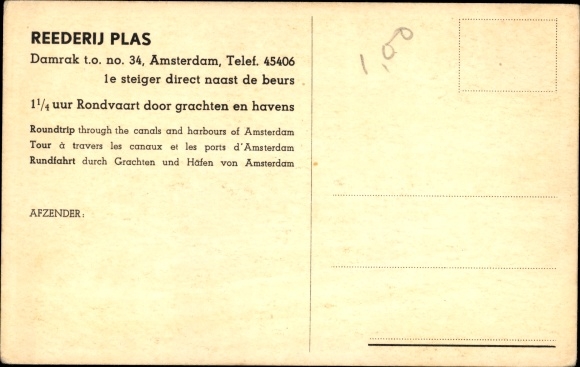 REEDERIJ PLAS
Damrak t.o. no. 34, Amsterdam, Telef. 45406
1e steiger direct naast de beurs
1 1/4 uur Rondvaart door grachten en havens
Roundtrip through the canals and harbours of Amsterdam
Tour à travers les canaux et les ports d'Amsterdam
Rundfahrt durch Grachten und Häfen von Amsterdam
AFZENDER:
1,00